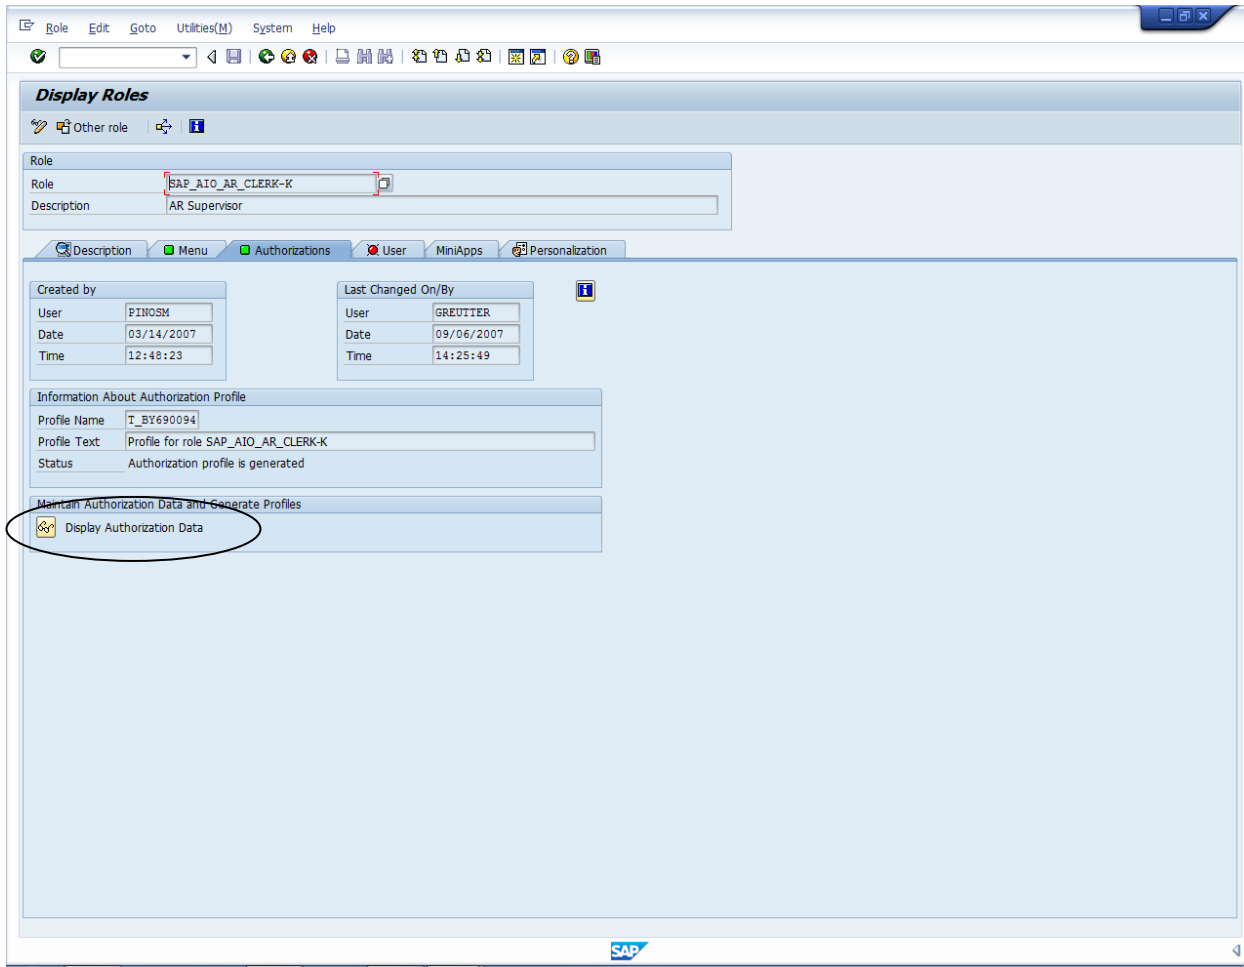 Role Edit Goto Utilities(M) System Help
Display Roles
Other role
Role
Role SAP_AIO_AR_CLERK-K
Description AR Supervisor
Description Menu Authorizations User MiniApps Personalization
Created by Last Changed On/By
User PINOSM User GREUTTER
Date 03/14/2007 Date 09/06/2007
Time 12:48:23 Time 14:25:49
Information About Authorization Profile
Profile Name T_BY690094
Profile Text Profile for role SAP_AIO_AR_CLERK-K
Status Authorization profile is generated
Maintain Authorization Data and Generate Profiles
Display Authorization Data
SAP